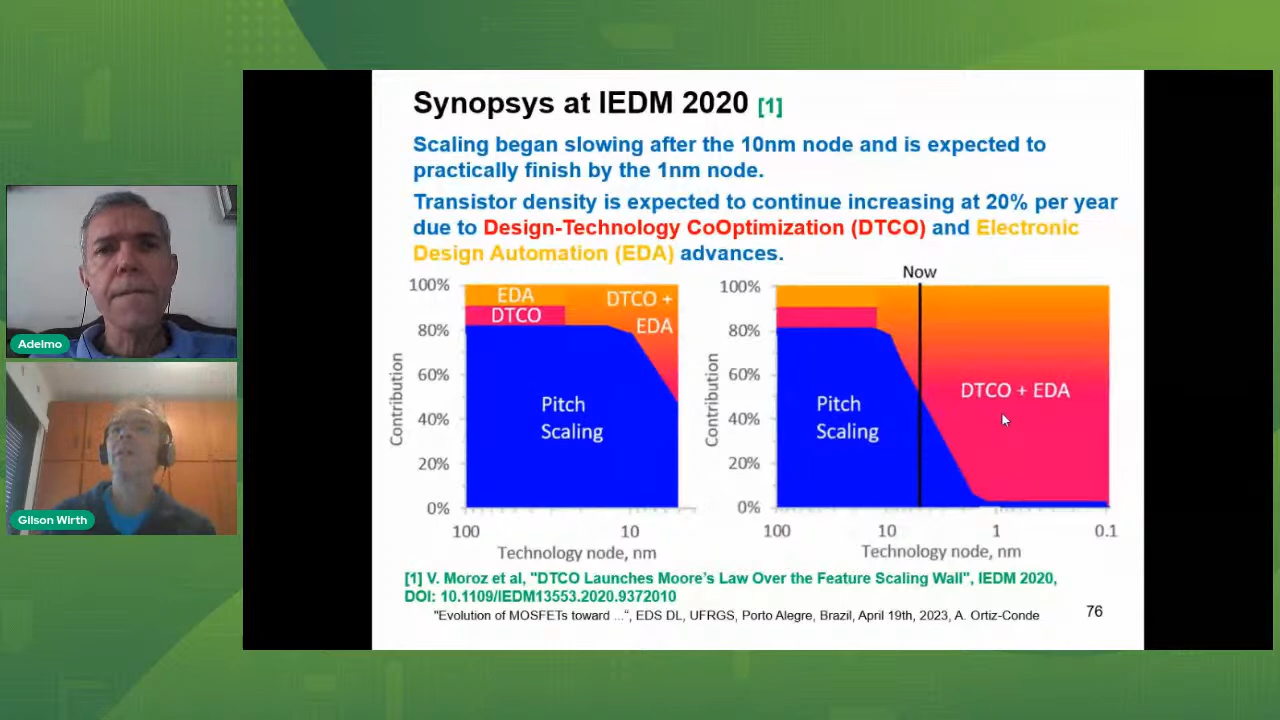 Synopsys at IEDM 2020 [1]
Scaling began slowing after the 10nm node and is expected to
practically finish by the 1nm node.
Transistor density is expected to continue increasing at 20% per year
due to Design-Technology CoOptimization (DTCO) and Electronic
Design Automation (EDA) advances.
100%
80%
60%
40%
20%
0%
Contribution
EDA
DTCO
DTCO +
EDA
Pitch
Scaling
100
10
Technology node, nm
Now
100%
80%
60%
40%
20%
0%
Contribution
Pitch
Scaling
DTCO + EDA
100
10
1
0.1
Technology node, nm
[1] V. Moroz et al, "DTCO Launches Moore's Law Over the Feature Scaling Wall", IEDM 2020,
DOI: 10.1109/IEDM13553.2020.9372010
"Evolution of MOSFETs toward ...“, EDS DL, UFRGS, Porto Alegre, Brazil, April 19th, 2023, A. Ortiz-Conde
76
Adelmo
Gilson Wirth